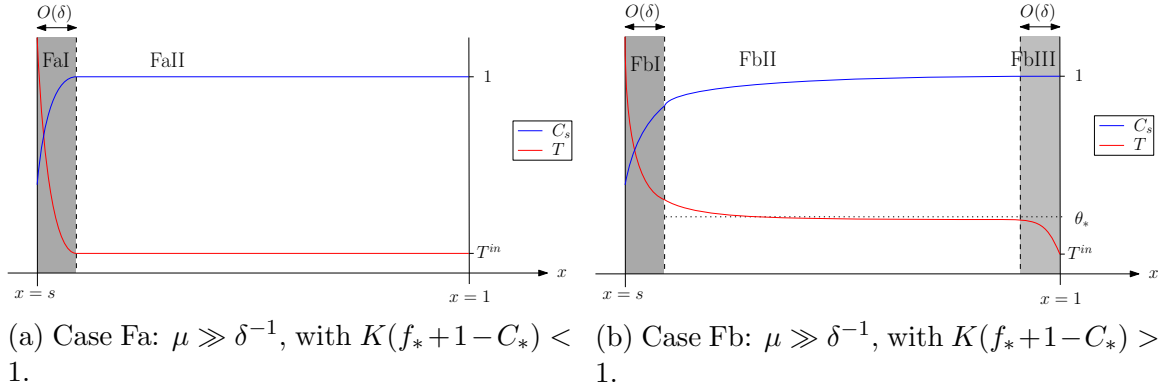 O(δ)
FaI
FaII
1
C_s
T
T^{in}
x
x = s
x = 1
(a) Case Fa: μ ≫ δ^{-1}, with K(f_* + 1 − C_*) <
1.
O(δ)
O(δ)
FbI
FbII
FbIII
1
C_s
T
θ_*
T^{in}
x
x = s
x = 1
(b) Case Fb: μ ≫ δ^{-1}, with K(f_* + 1 − C_*) >
1.